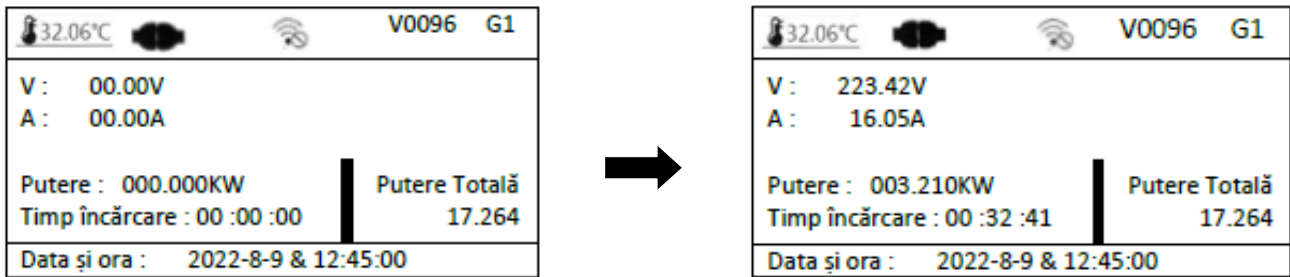 32.06°C V0096 G1
V : 00.00V
A : 00.00A
Putere : 000.000KW Putere Totală
Timp încărcare : 00 :00 :00 17.264
Data și ora : 2022-8-9 & 12:45:00
32.06°C V0096 G1
V : 223.42V
A : 16.05A
Putere : 003.210KW Putere Totală
Timp încărcare : 00 :32 :41 17.264
Data și ora : 2022-8-9 & 12:45:00